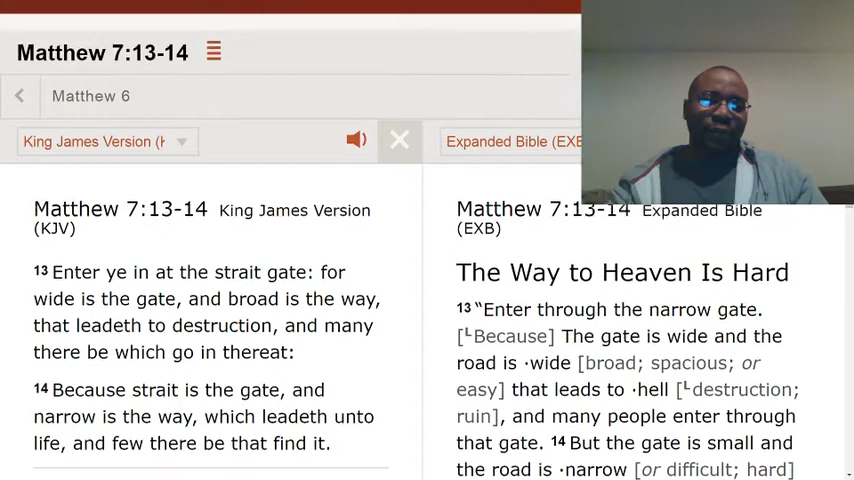 Matthew 7:13-14
Matthew 6
King James Version (
Expanded Bible (EXB
Matthew 7:13-14 King James Version
(KJV)
13 Enter ye in at the strait gate: for
wide is the gate, and broad is the way,
that leadeth to destruction, and many
there be which go in thereat:
14 Because strait is the gate, and
narrow is the way, which leadeth unto
life, and few there be that find it.
Matthew 7:13-14 Expanded Bible
(EXB)
The Way to Heaven Is Hard
13 “Enter through the narrow gate.
[LBecause] The gate is wide and the
road is ·wide [broad; spacious; or
easy] that leads to ·hell [Ldestruction;
ruin], and many people enter through
that gate. 14 But the gate is small and
the road is ·narrow [or difficult; hard]